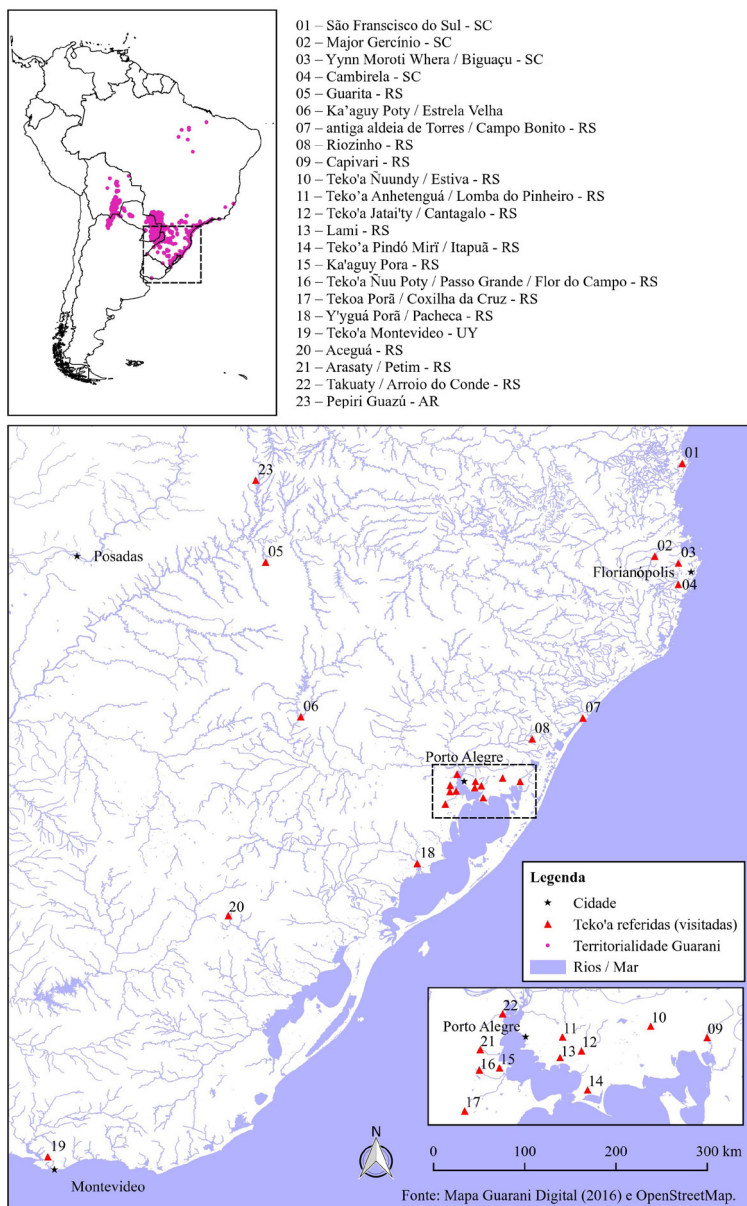 01 – São Franscisco do Sul - SC
02 – Major Gercínio - SC
03 – Yynn Moroti Whera / Biguaçu - SC
04 – Cambirela - SC
05 – Guarita - RS
06 – Ka’aguy Poty / Estrela Velha
07 – antiga aldeia de Torres / Campo Bonito - RS
08 – Riozinho - RS
09 – Capivari - RS
10 – Teko'a Ñuundy / Estiva - RS
11 – Teko’a Anhetenguá / Lomba do Pinheiro - RS
12 – Teko'a Jatai'ty / Cantagalo - RS
13 – Lami - RS
14 – Teko’a Pindó Mirĩ / Itapuã - RS
15 – Ka'aguy Pora - RS
16 – Teko'a Ñuu Poty / Passo Grande / Flor do Campo - RS
17 – Tekoa Porã / Coxilha da Cruz - RS
18 – Y'yguá Porã / Pacheca - RS
19 – Teko'a Montevideo - UY
20 – Aceguá - RS
21 – Arasaty / Petim - RS
22 – Takuaty / Arroio do Conde - RS
23 – Pepiri Guazú - AR
01
23
02
03
Posadas
05
Florianópolis
04
06
07
08
Porto Alegre
18
20
Legenda
Cidade
Teko'a referidas (visitadas)
Territorialidade Guarani
Rios / Mar
22
Porto Alegre
11
10
09
21
13
12
16
15
14
17
19
Montevideo
N
0
100
200
300 km
Fonte: Mapa Guarani Digital (2016) e OpenStreetMap.